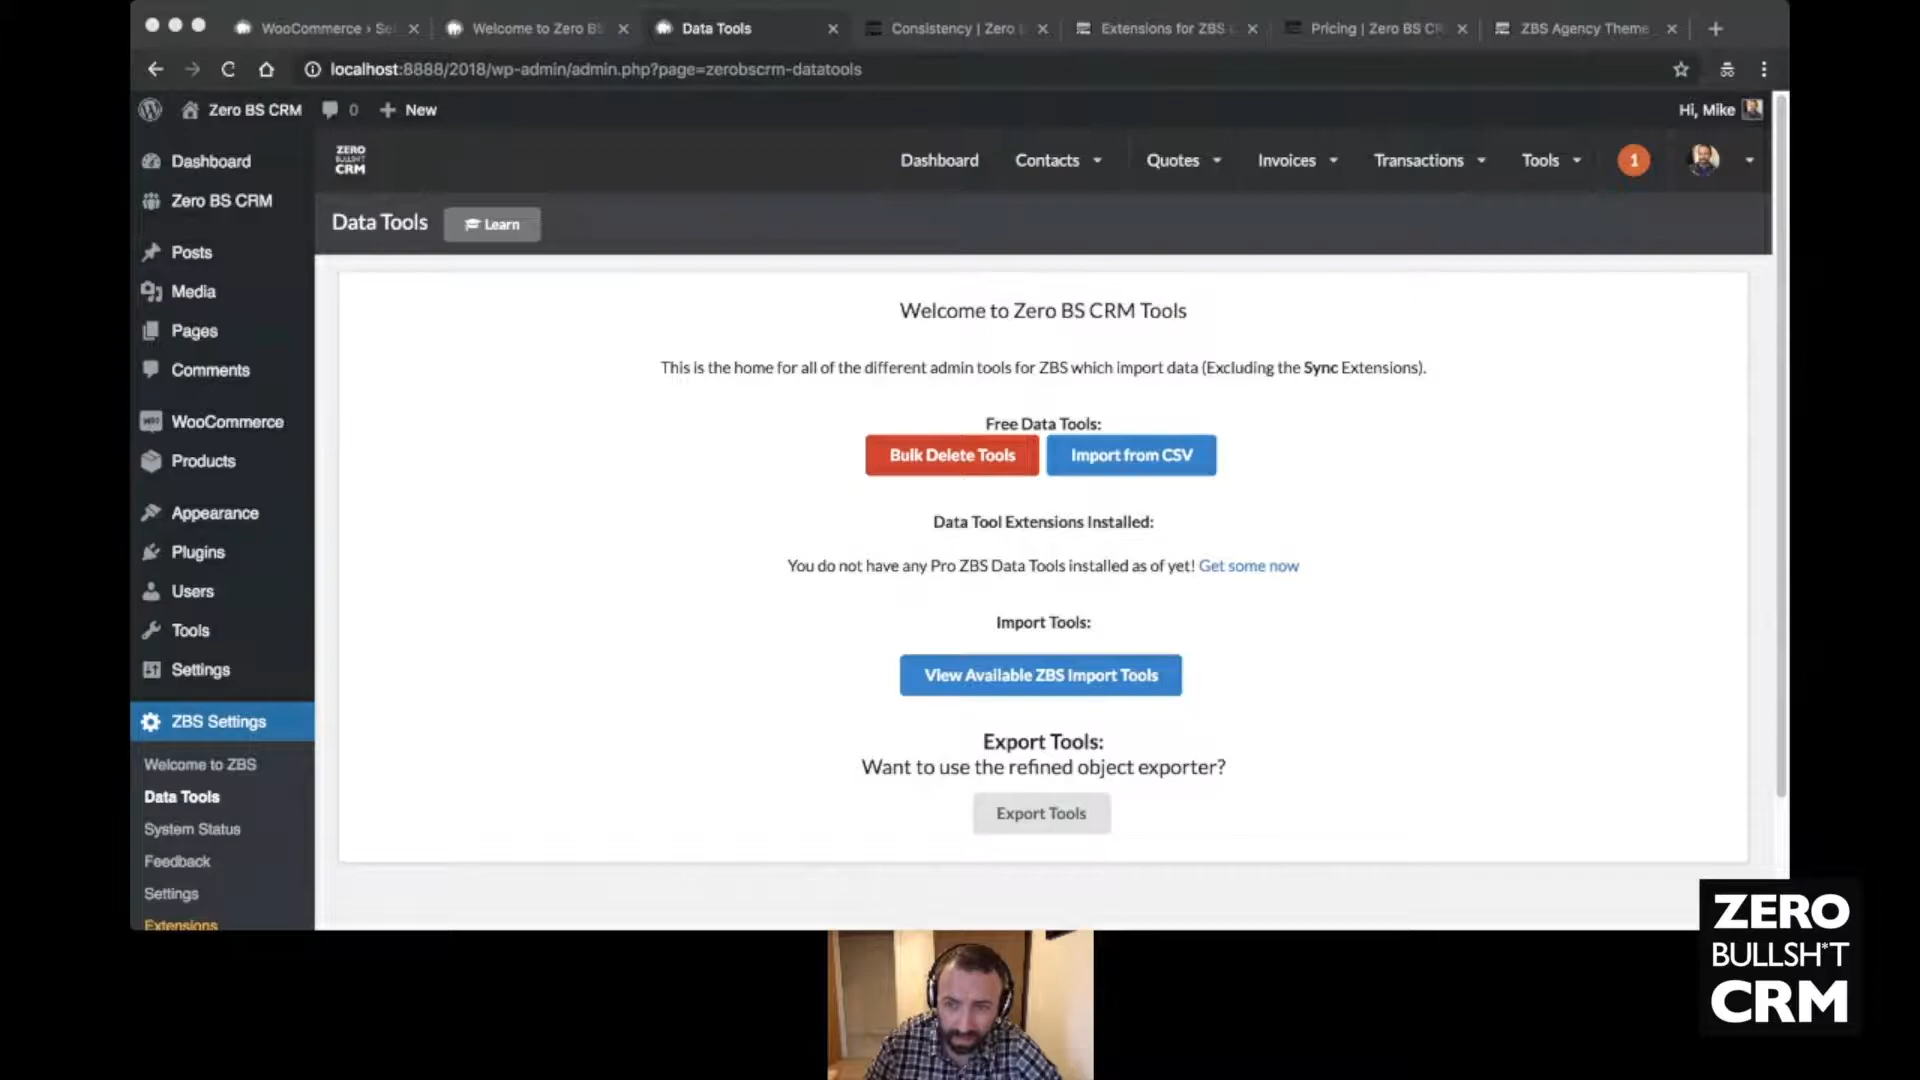 WooCommerce › Se
Welcome to Zero BS
Data Tools
Consistency | Zero
Extensions for ZBS
Pricing | Zero BS CR
ZBS Agency Theme
localhost:8888/2018/wp-admin/admin.php?page=zerobscrm-datatools
Zero BS CRM
0
New
Hi, Mike
Dashboard
Zero BS CRM
Posts
Media
Pages
Comments
WooCommerce
Products
Appearance
Plugins
Users
Tools
Settings
ZBS Settings
Welcome to ZBS
Data Tools
System Status
Feedback
Settings
Extensions
ZERO
BULLSH*T
CRM
Dashboard
Contacts
Quotes
Invoices
Transactions
Tools
1
Data Tools
Learn
Welcome to Zero BS CRM Tools
This is the home for all of the different admin tools for ZBS which import data (Excluding the Sync Extensions).
Free Data Tools:
Bulk Delete Tools
Import from CSV
Data Tool Extensions Installed:
You do not have any Pro ZBS Data Tools installed as of yet! Get some now
Import Tools:
View Available ZBS Import Tools
Export Tools:
Want to use the refined object exporter?
Export Tools
ZERO
BULLSH*T
CRM